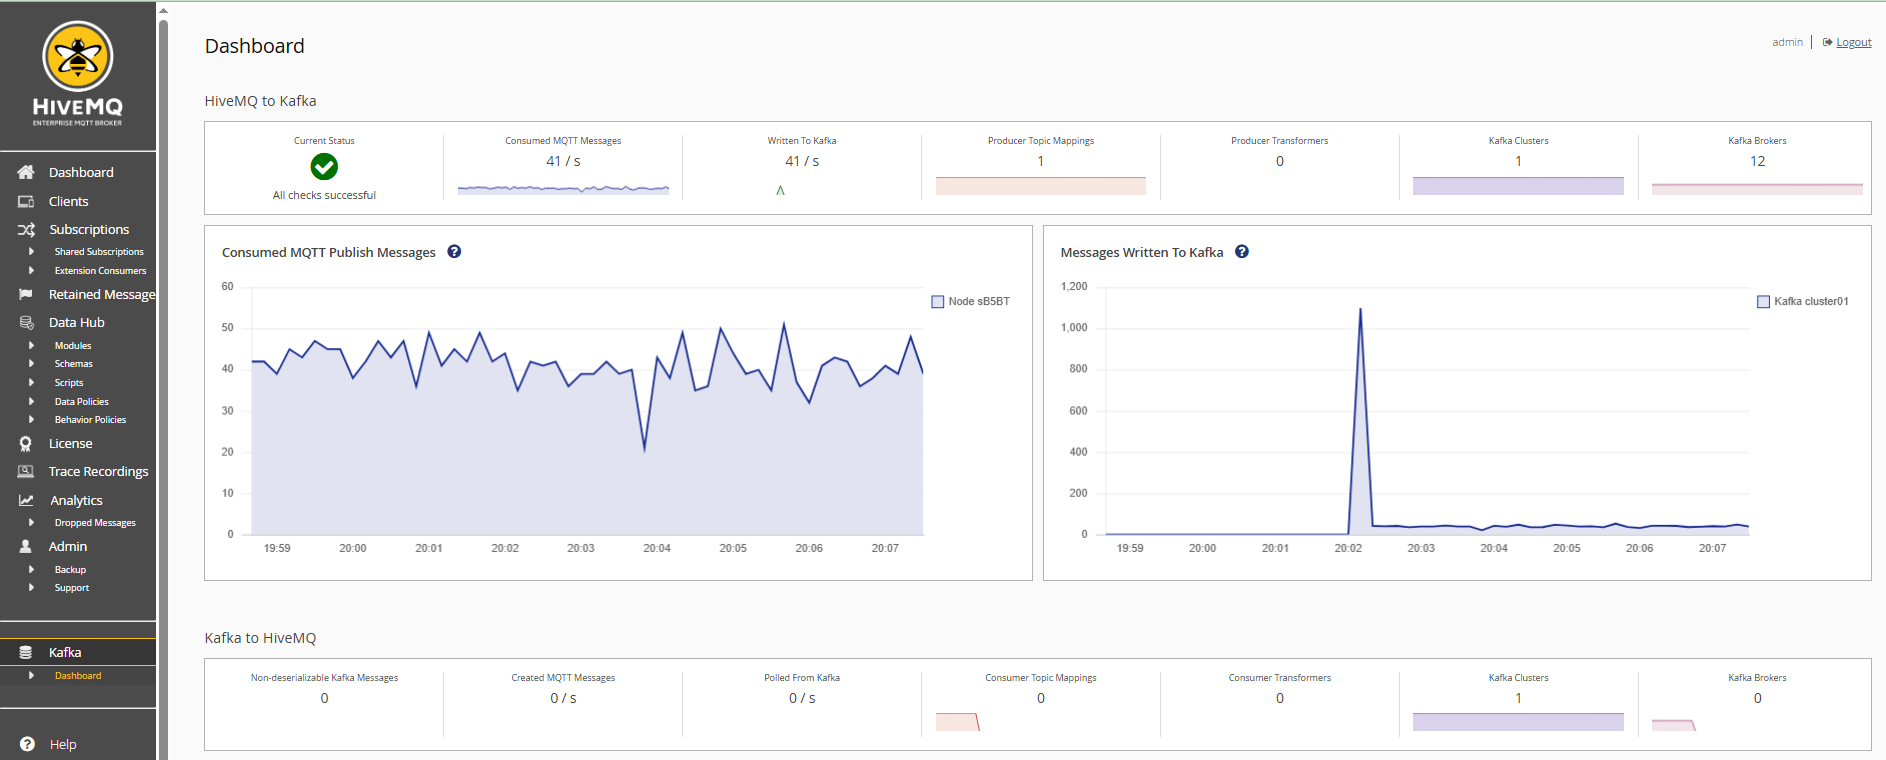 HIVEMQ
ENTERPRISE MQTT BROKER
Dashboard
Clients
Subscriptions
Shared Subscriptions
Extension Consumers
Retained Message
Data Hub
Modules
Schemas
Scripts
Data Policies
Behavior Policies
License
Trace Recordings
Analytics
Dropped Messages
Admin
Backup
Support
Kafka
Dashboard
Help
Dashboard
admin Logout
HiveMQ to Kafka
Current Status
All checks successful
Consumed MQTT Messages
41 / s
Written To Kafka
41 / s
Producer Topic Mappings
1
Producer Transformers
0
Kafka Clusters
1
Kafka Brokers
12
Consumed MQTT Publish Messages ?
60
50
40
30
20
10
0
19:59 20:00 20:01 20:02 20:03 20:04 20:05 20:06 20:07
Node sB5BT
Messages Written To Kafka ?
1,200
1,000
800
600
400
200
0
19:59 20:00 20:01 20:02 20:03 20:04 20:05 20:06 20:07
Kafka cluster01
Kafka to HiveMQ
Non-deserializable Kafka Messages
0
Created MQTT Messages
0 / s
Polled From Kafka
0 / s
Consumer Topic Mappings
0
Consumer Transformers
0
Kafka Clusters
1
Kafka Brokers
0